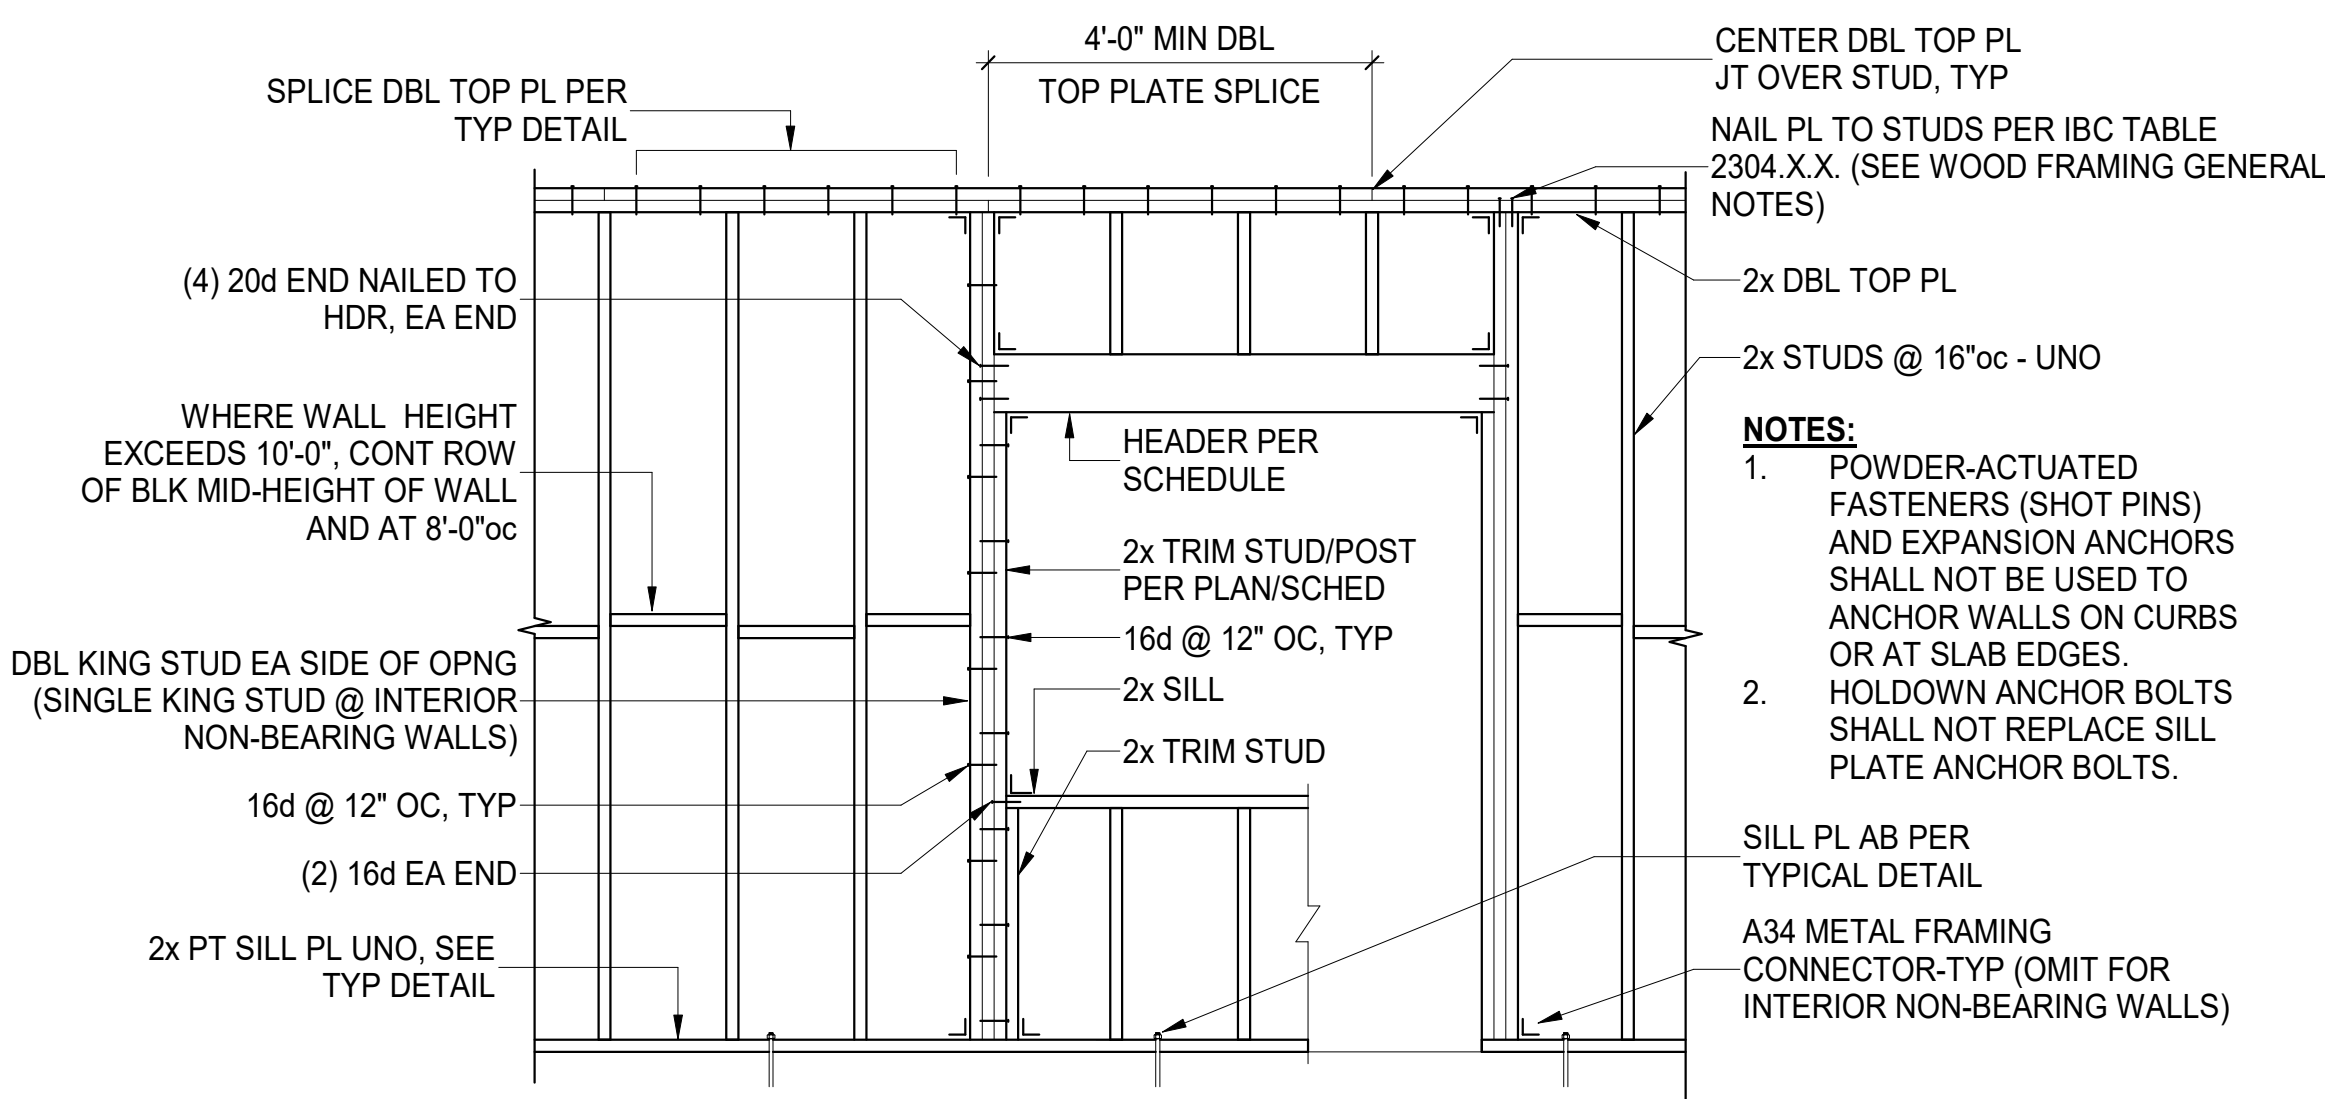 4'-0" MIN DBL
TOP PLATE SPLICE
SPLICE DBL TOP PL PER
TYP DETAIL
(4) 20d END NAILED TO
HDR, EA END
WHERE WALL HEIGHT
EXCEEDS 10'-0", CONT ROW
OF BLK MID-HEIGHT OF WALL
AND AT 8'-0"oc
DBL KING STUD EA SIDE OF OPNG
(SINGLE KING STUD @ INTERIOR
NON-BEARING WALLS)
16d @ 12" OC, TYP
(2) 16d EA END
2x PT SILL PL UNO, SEE
TYP DETAIL
HEADER PER
SCHEDULE
2x TRIM STUD/POST
PER PLAN/SCHED
16d @ 12" OC, TYP
2x SILL
2x TRIM STUD
CENTER DBL TOP PL
JT OVER STUD, TYP
NAIL PL TO STUDS PER IBC TABLE
2304.X.X. (SEE WOOD FRAMING GENERAL
NOTES)
2x DBL TOP PL
2x STUDS @ 16"oc - UNO
NOTES:
1. POWDER-ACTUATED
FASTENERS (SHOT PINS)
AND EXPANSION ANCHORS
SHALL NOT BE USED TO
ANCHOR WALLS ON CURBS
OR AT SLAB EDGES.
2. HOLDOWN ANCHOR BOLTS
SHALL NOT REPLACE SILL
PLATE ANCHOR BOLTS.
SILL PL AB PER
TYPICAL DETAIL
A34 METAL FRAMING
CONNECTOR-TYP (OMIT FOR
INTERIOR NON-BEARING WALLS)